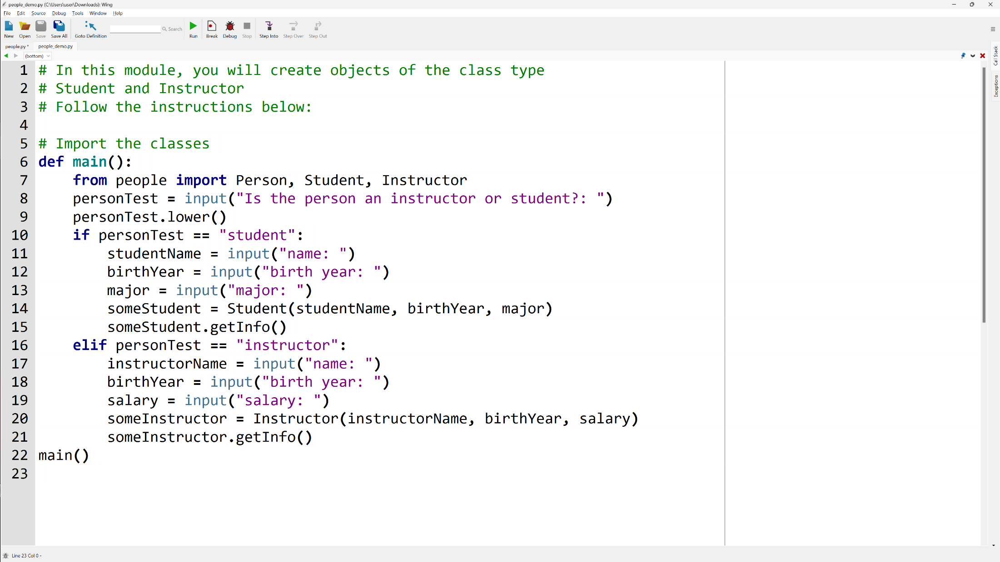 people_demo.py (C:\Users\user\Downloads): Wing
File Edit Source Debug Tools Window Help
New Open Save Save All Goto Definition Search Run Break Debug Stop Step Into Step Over Step Out
people.py * people_demo.py
(bottom)
1 # In this module, you will create objects of the class type
2 # Student and Instructor
3 # Follow the instructions below:
4
5 # Import the classes
6 def main():
7     from people import Person, Student, Instructor
8     personTest = input("Is the person an instructor or student?: ")
9     personTest.lower()
10     if personTest == "student":
11         studentName = input("name: ")
12         birthYear = input("birth year: ")
13         major = input("major: ")
14         someStudent = Student(studentName, birthYear, major)
15         someStudent.getInfo()
16     elif personTest == "instructor":
17         instructorName = input("name: ")
18         birthYear = input("birth year: ")
19         salary = input("salary: ")
20         someInstructor = Instructor(instructorName, birthYear, salary)
21         someInstructor.getInfo()
22 main()
23
Call Stack
Exceptions
Line 23 Col 0 -